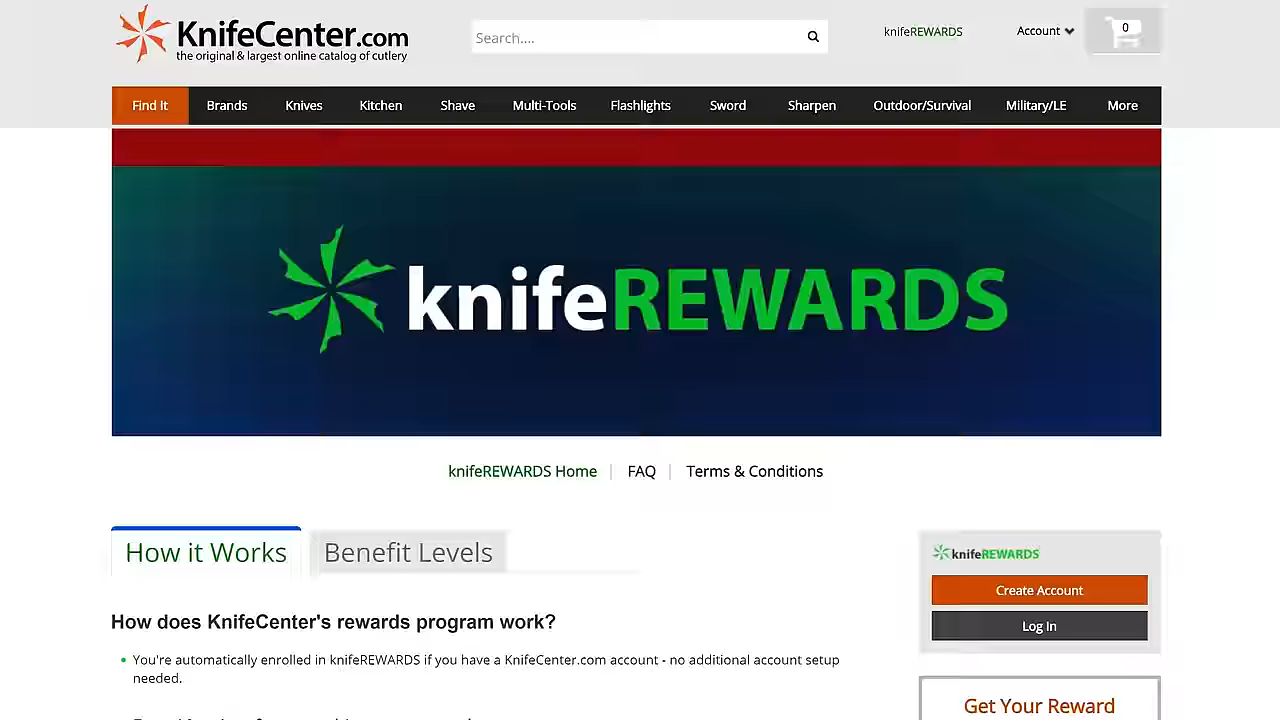 KnifeCenter.com
the original & largest online catalog of cutlery
Search....
knifeREWARDS
Account
0
Find It
Brands
Knives
Kitchen
Shave
Multi-Tools
Flashlights
Sword
Sharpen
Outdoor/Survival
Military/LE
More
knifeREWARDS
knifeREWARDS Home
FAQ
Terms & Conditions
How it Works
Benefit Levels
How does KnifeCenter's rewards program work?
You're automatically enrolled in knifeREWARDS if you have a KnifeCenter.com account - no additional account setup
needed.
knifeREWARDS
Create Account
Log In
Get Your Reward